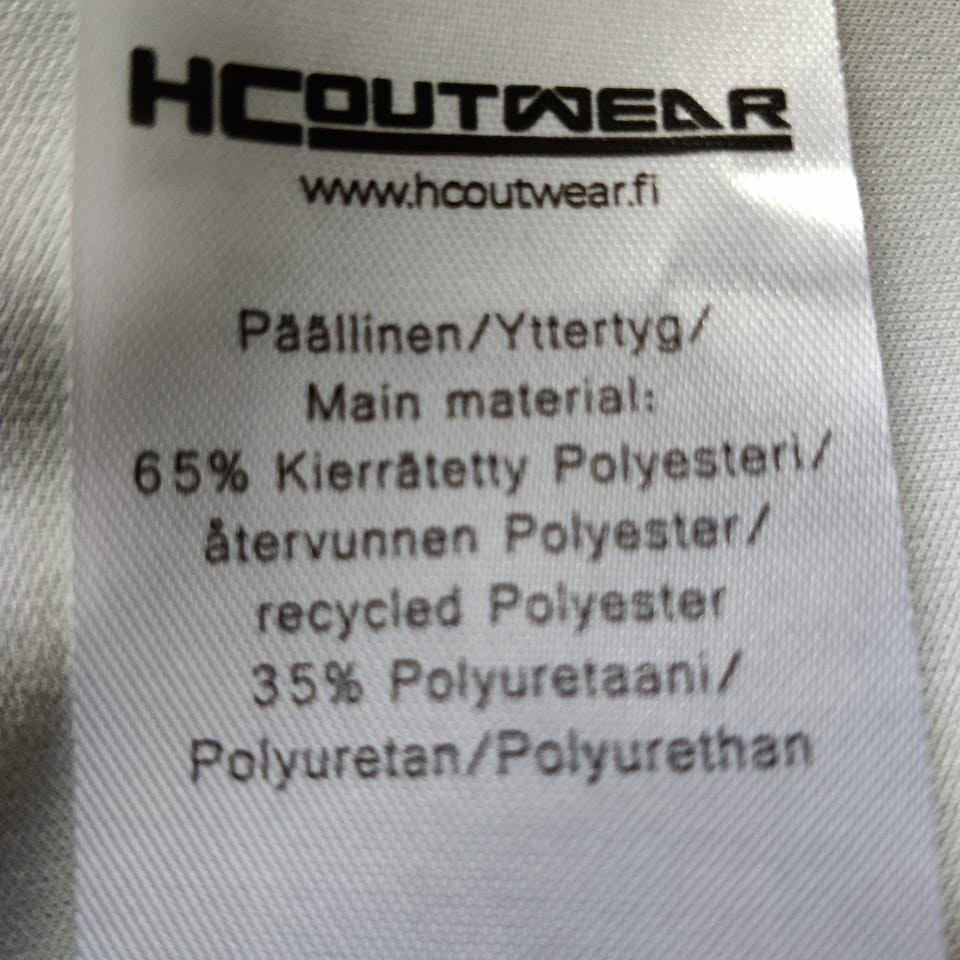 HCOUTWEAR
www.hcoutwear.fi
Päällinen/Yttertyg/
Main material:
65% Kierrätetty Polyesteri/
återvunnen Polyester/
recycled Polyester
35% Polyuretaani/
Polyuretan/Polyurethan